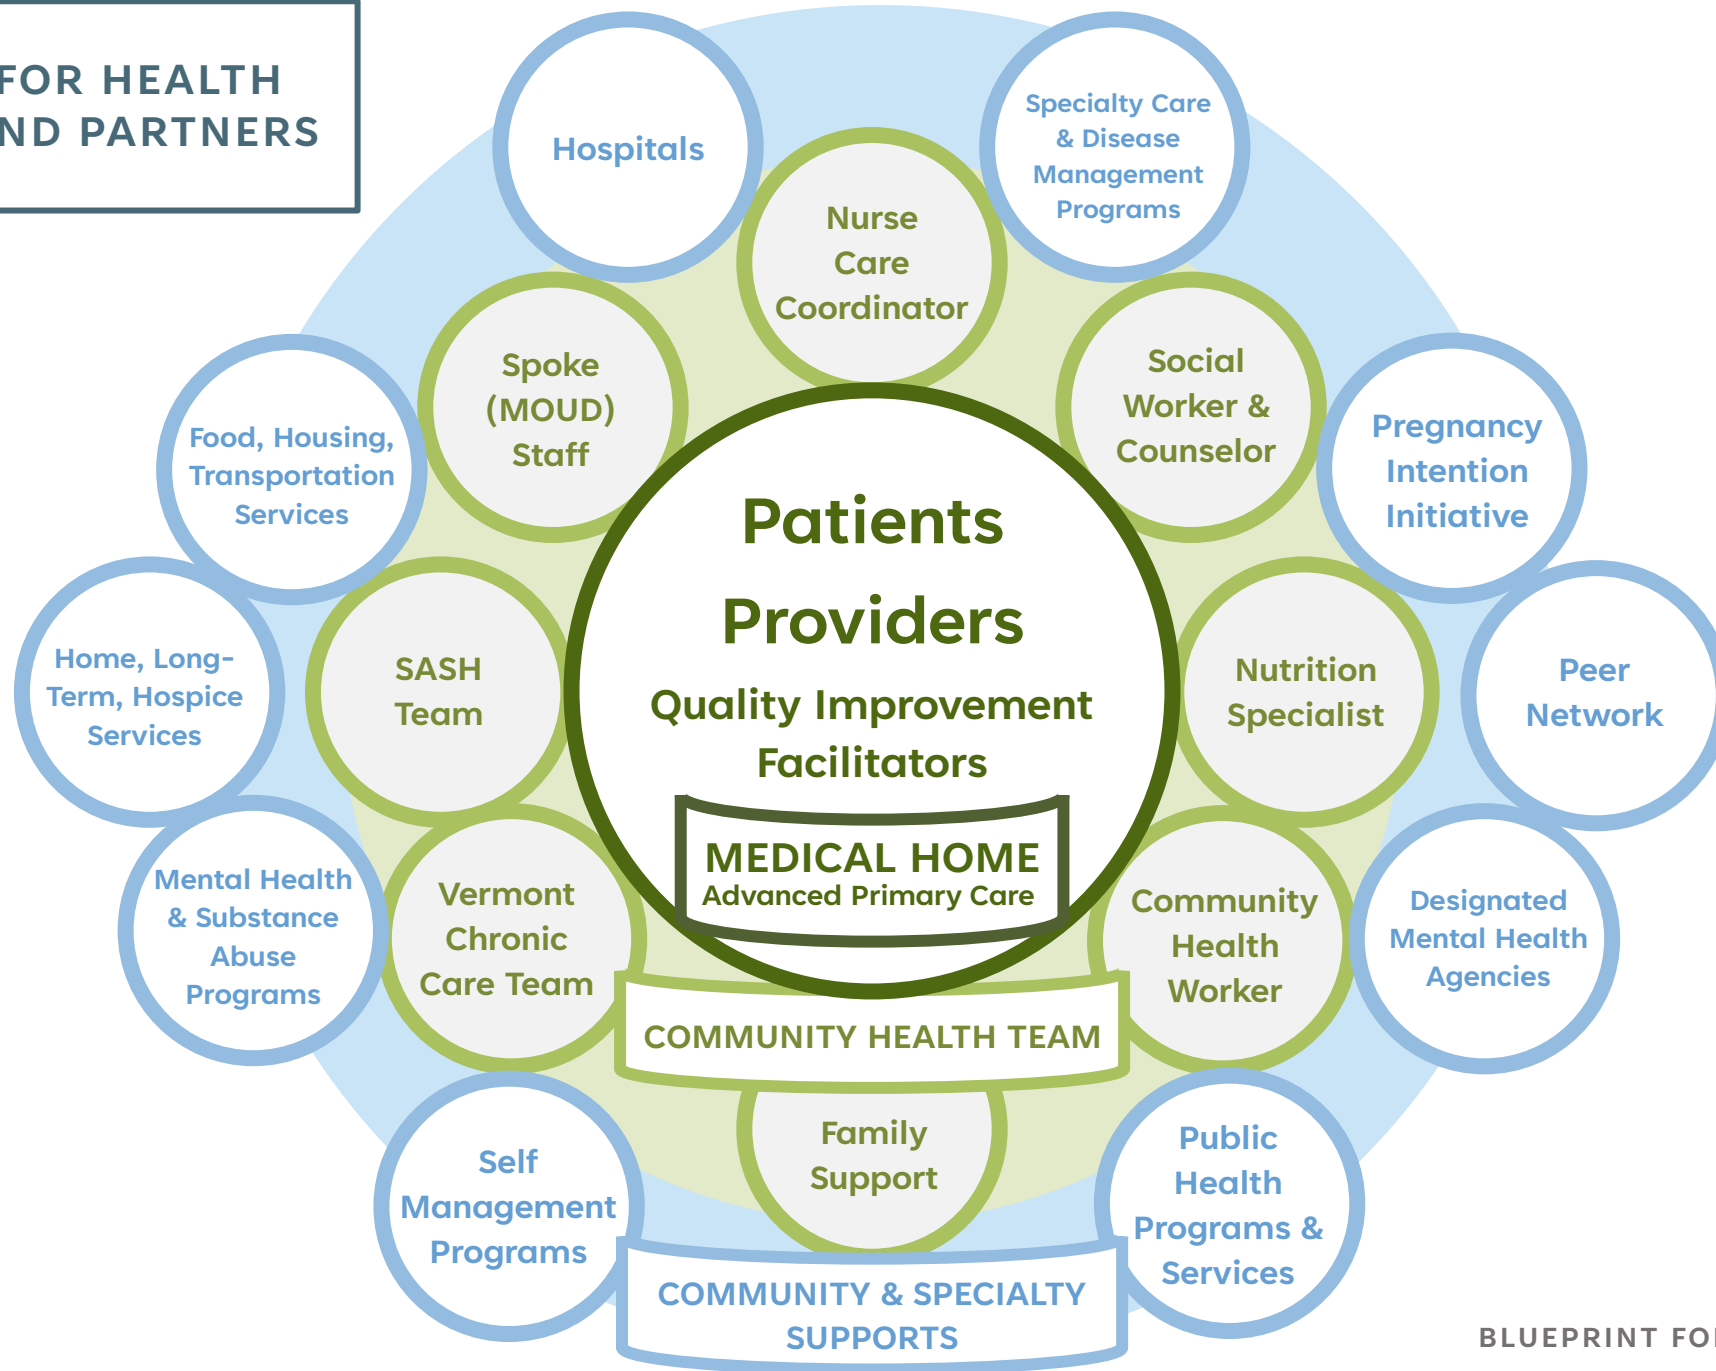 FOR HEALTH
ND PARTNERS
Hospitals
Specialty Care
& Disease
Management
Programs
Nurse
Care
Coordinator
Spoke
(MOUD)
Staff
Social
Worker &
Counselor
Food, Housing,
Transportation
Services
Pregnancy
Intention
Initiative
Patients
Providers
Quality Improvement
Facilitators
MEDICAL HOME
Advanced Primary Care
Home, Long-
Term, Hospice
Services
SASH
Team
Nutrition
Specialist
Peer
Network
Mental Health
& Substance
Abuse
Programs
Vermont
Chronic
Care Team
Community
Health
Worker
Designated
Mental Health
Agencies
COMMUNITY HEALTH TEAM
Self
Management
Programs
Family
Support
Public
Health
Programs &
Services
COMMUNITY & SPECIALTY
SUPPORTS
BLUEPRINT FO